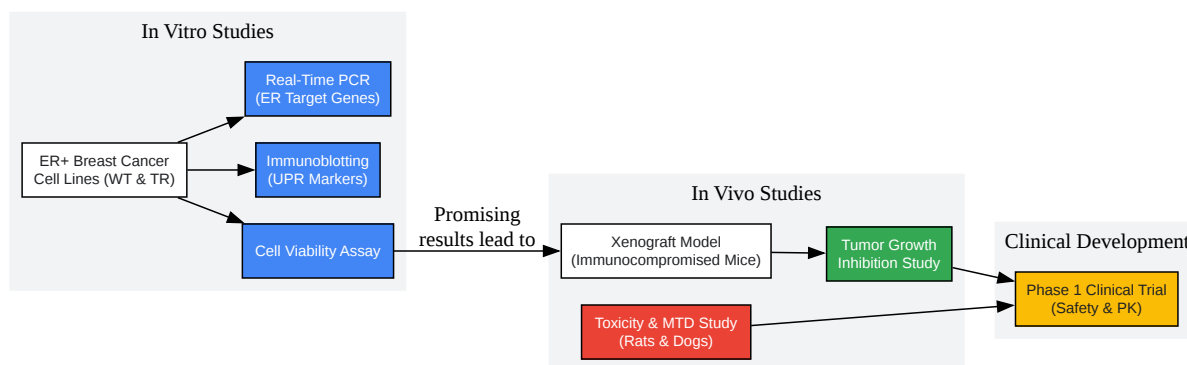 In Vitro Studies
Real-Time PCR
(ER Target Genes)
ER+ Breast Cancer
Cell Lines (WT & TR)
Immunoblotting
(UPR Markers)
Cell Viability Assay
Promising
results lead to
In Vivo Studies
Xenograft Model
(Immunocompromised Mice)
Tumor Growth
Inhibition Study
Toxicity & MTD Study
(Rats & Dogs)
Clinical Development
Phase 1 Clinical Trial
(Safety & PK)